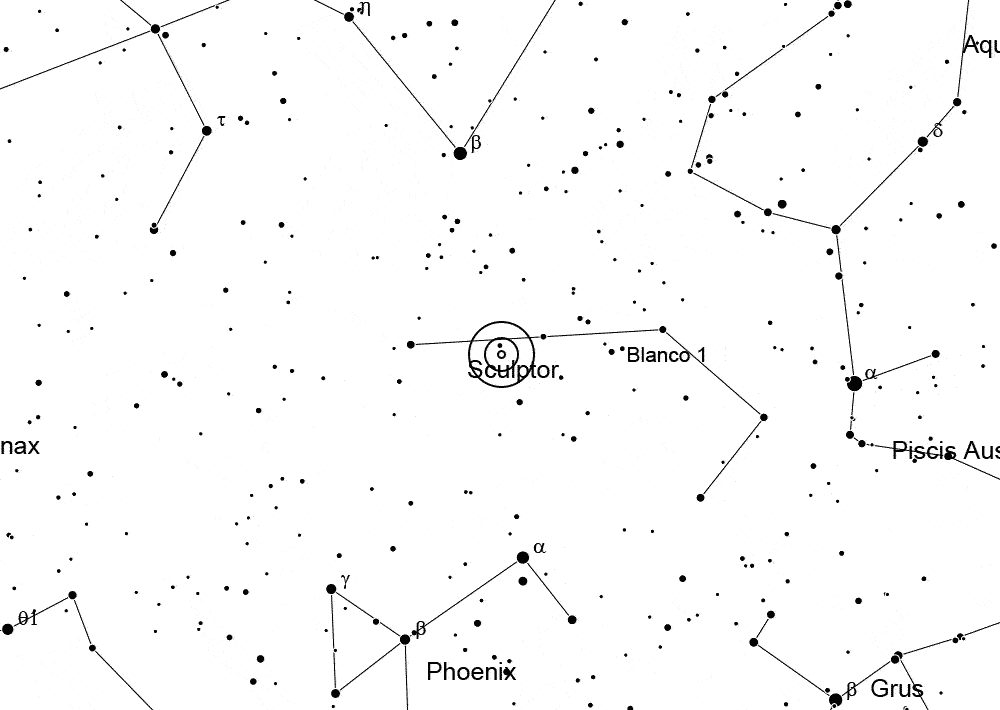 η
Aqu
τ
δ
β
Blanco 1
Sculptor
α
nax
Piscis Aus
α
γ
θ1
β
Phoenix
β
Grus